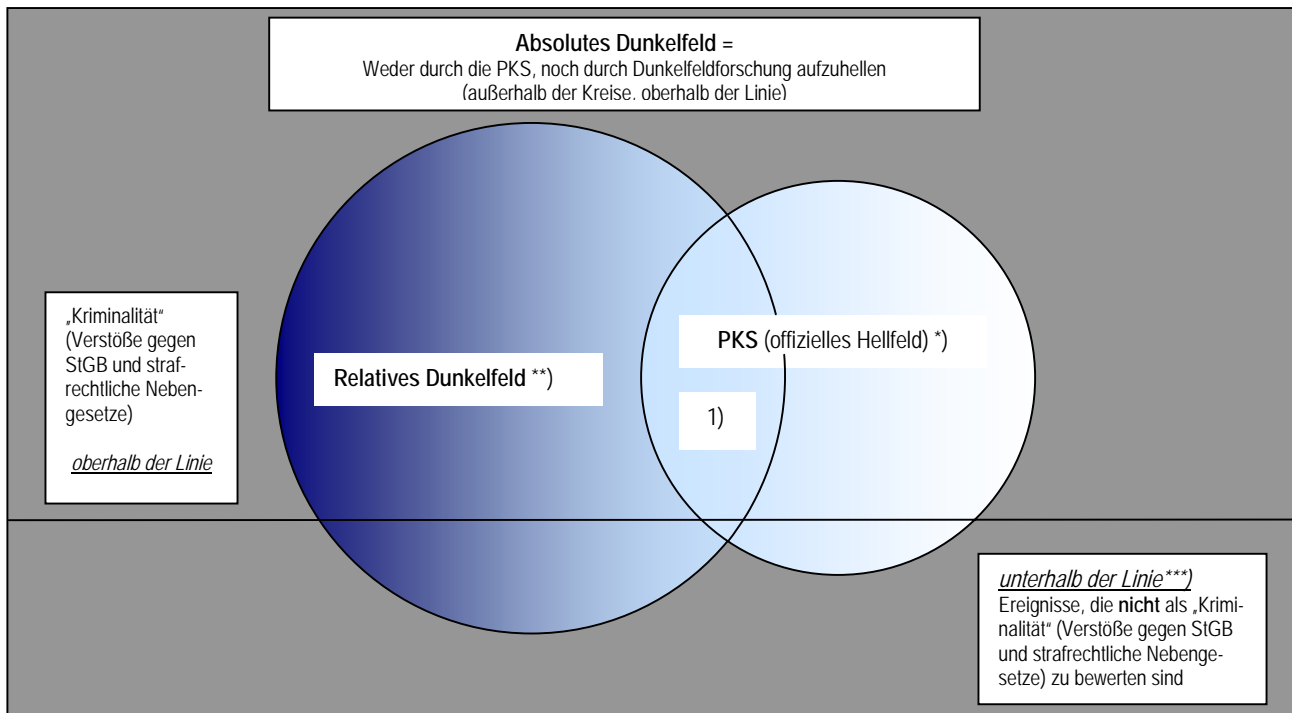 Absolutes Dunkelfeld =
Weder durch die PKS, noch durch Dunkelfeldforschung aufzuhellen
(außerhalb der Kreise, oberhalb der Linie)
„Kriminalität“
(Verstöße gegen
StGB und straf-
rechtliche Neben-
gesetze)
oberhalb der Linie
Relatives Dunkelfeld **)
PKS (offizielles Hellfeld) *)
1)
unterhalb der Linie***)
Ereignisse, die nicht als „Krimi-
nalität“ (Verstöße gegen StGB
und strafrechtliche Nebenge-
setze) zu bewerten sind